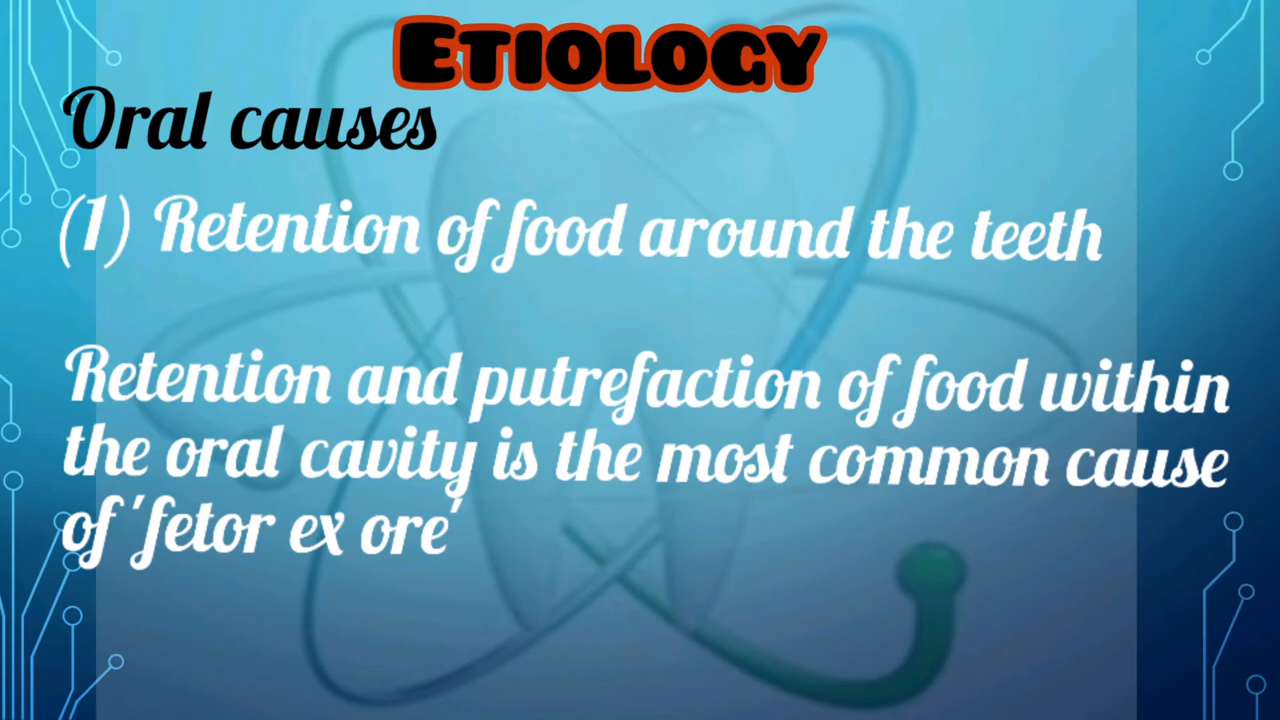 ETIOLOGY
Oral causes
(1) Retention of food around the teeth
Retention and putrefaction of food within
the oral cavity is the most common cause
of 'fetor ex ore'